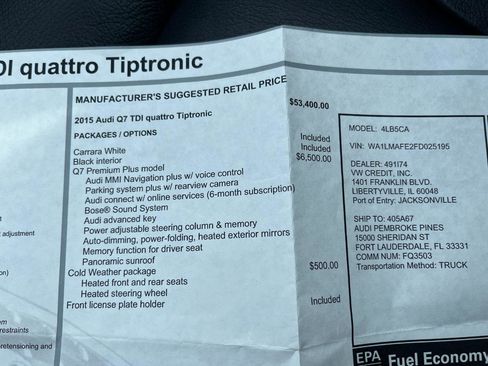 DI quattro Tiptronic
MANUFACTURER'S SUGGESTED RETAIL PRICE
2015 Audi Q7 TDI quattro Tiptronic $53,400.00
PACKAGES / OPTIONS
Carrara White Included
Black interior Included
Q7 Premium Plus model $6,500.00
Audi MMI Navigation plus w/ voice control
Parking system plus w/ rearview camera
Audi connect w/ online services (6-month subscription)
Bose® Sound System
Audi advanced key
Power adjustable steering column & memory
Auto-dimming, power-folding, heated exterior mirrors
Memory function for driver seat
Panoramic sunroof
Cold Weather package $500.00
Heated front and rear seats
Heated steering wheel
Front license plate holder Included
t adjustment
restraints
pretensioning and
MODEL: 4LB5CA
VIN: WA1LMAFE2FD025195
DEALER: 491I74
VW CREDIT, INC.
1401 FRANKLIN BLVD.
LIBERTYVILLE, IL 60048
Port of Entry: JACKSONVILLE
SHIP TO: 405A67
AUDI PEMBROKE PINES
15000 SHERIDAN ST
FORT LAUDERDALE, FL 33331
COMM NUM: FQ3503
Transportation Method: TRUCK
EPA
Fuel Economy